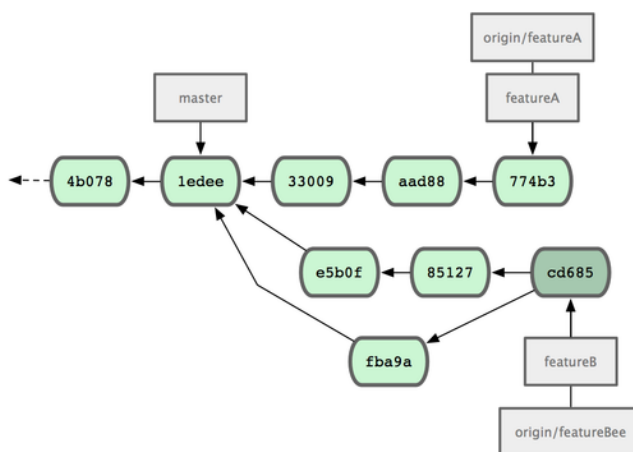 origin/featureA
master
featureA
4b078
1edee
33009
aad88
774b3
e5b0f
85127
cd685
fba9a
featureB
origin/featureBee